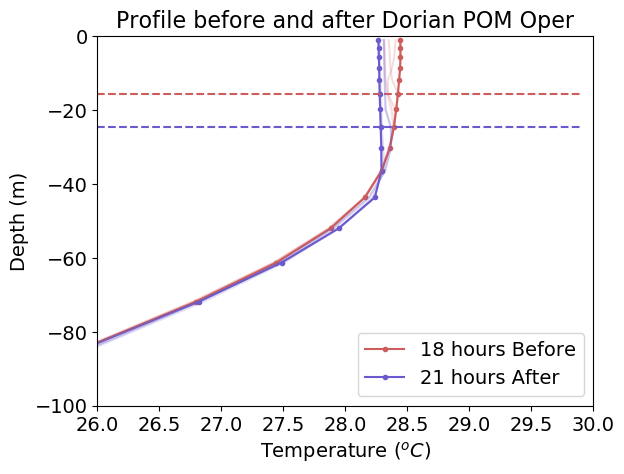 Profile before and after Dorian POM Oper
Depth (m)
0
−20
−40
−60
−80
−100
26.0 26.5 27.0 27.5 28.0 28.5 29.0 29.5 30.0
Temperature (°C)
18 hours Before
21 hours After